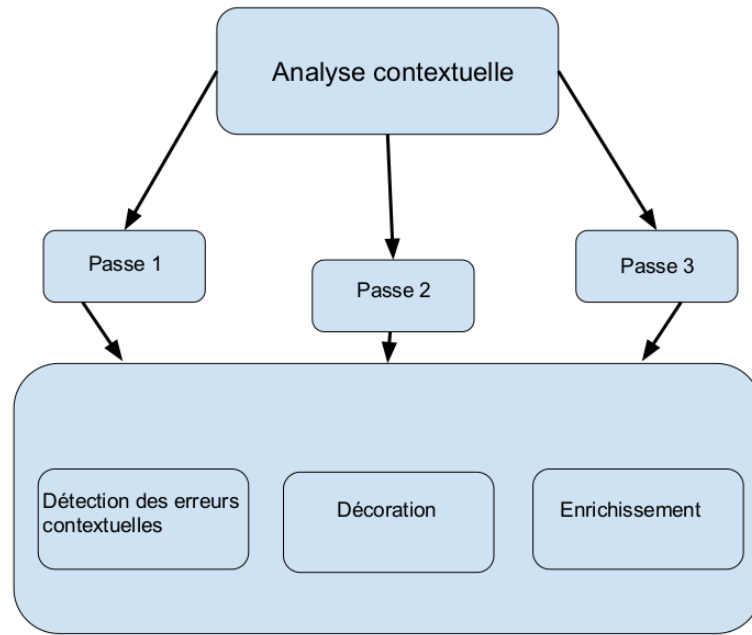 Analyse contextuelle
Passe 1
Passe 2
Passe 3
Détection des erreurs
contextuelles
Décoration
Enrichissement